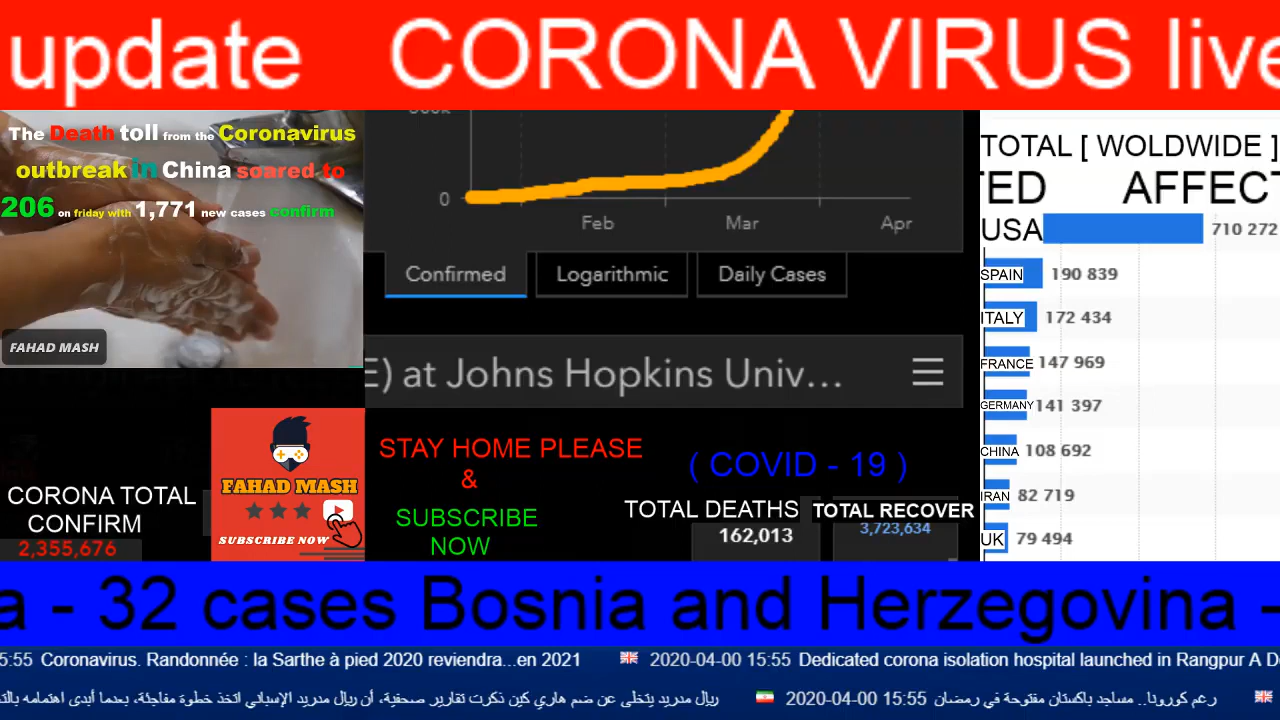 update CORONA VIRUS live
The Death toll from the Coronavirus
outbreak in China soared to
206 on friday with 1,771 new cases confirm
FAHAD MASH
0
Feb Mar Apr
Confirmed Logarithmic Daily Cases
E) at Johns Hopkins Univ…
TOTAL [ WOLDWIDE ]
TED AFFECT
USA 710 272
SPAIN 190 839
ITALY 172 434
FRANCE 147 969
GERMANY 141 397
CHINA 108 692
IRAN 82 719
UK 79 494
CORONA TOTAL
CONFIRM
2,355,676
FAHAD MASH
SUBSCRIBE NOW
STAY HOME PLEASE
&
SUBSCRIBE
NOW
( COVID - 19 )
TOTAL DEATHS
162,013
TOTAL RECOVER
3,723,634
a - 32 cases Bosnia and Herzegovina -
5:55 Coronavirus. Randonnée : la Sarthe à pied 2020 reviendra...en 2021 2020-04-00 15:55 Dedicated corona isolation hospital launched in Rangpur A D
ريال مدريد يتخلى عن ضم هاري كين ذكرت تقارير صحفية، أن ريال مدريد الإسباني اتخذ خطوة مفاجئة، بعدما أبدى اهتمامه بالت 2020-04-00 15:55 رغم كورونا.. مساجد باكستان مفتوحة في رمضان